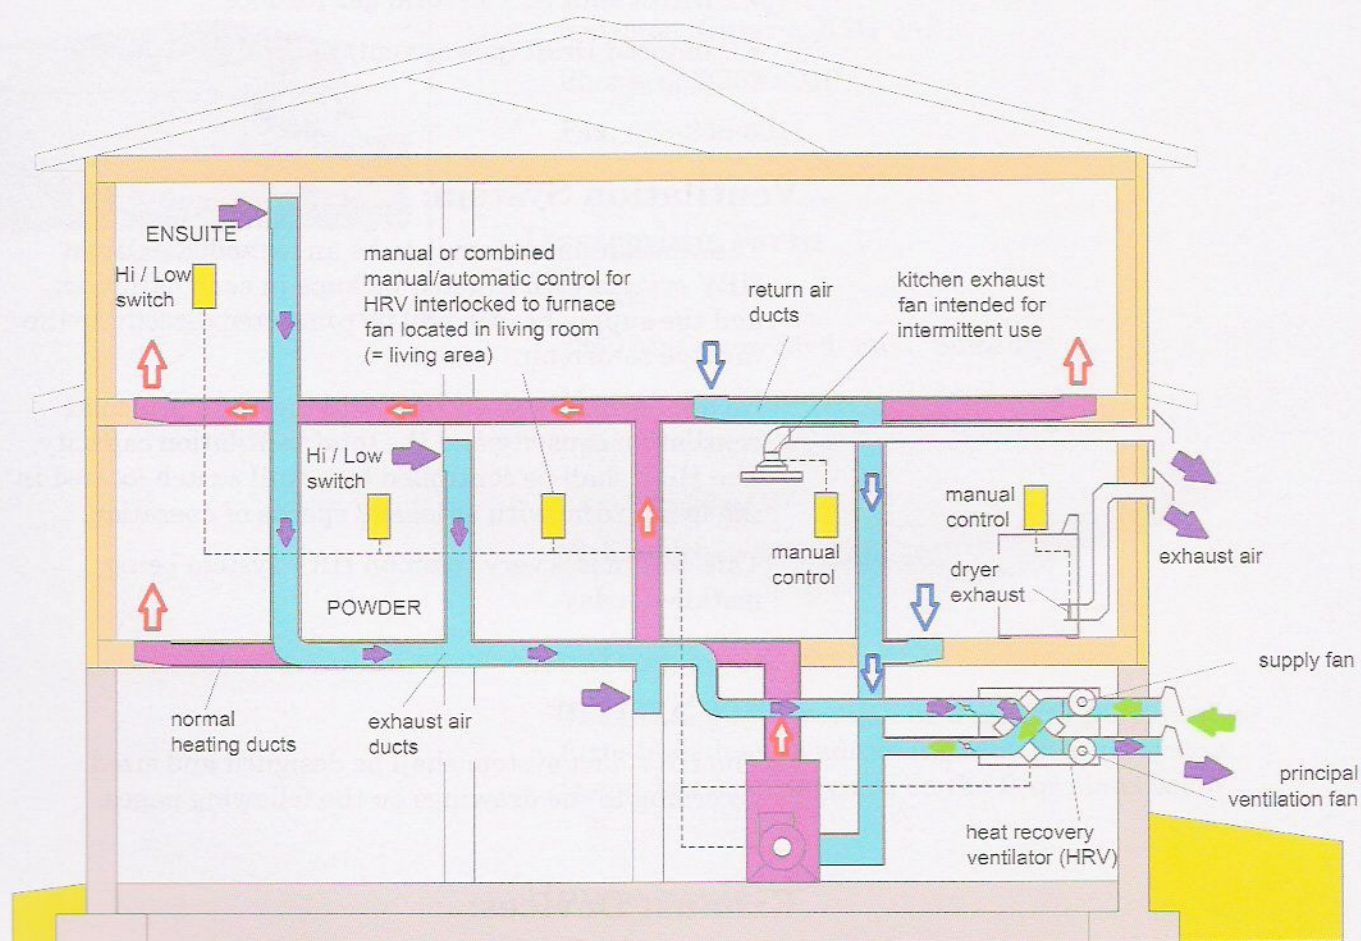 ENSUITE
Hi / Low
switch
manual or combined
manual/automatic control for
HRV interlocked to furnace
fan located in living room
(= living area)
return air
ducts
kitchen exhaust
fan intended for
intermittent use
Hi / Low
switch
manual
control
manual
control
exhaust air
dryer
exhaust
POWDER
supply fan
normal
heating ducts
exhaust air
ducts
principal
ventilation fan
heat recovery
ventilator (HRV)